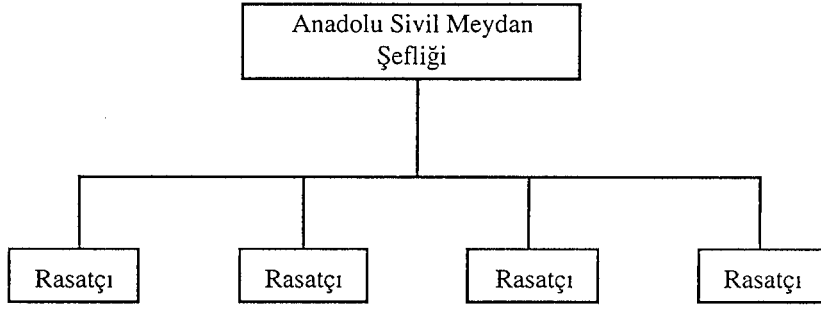 Anadolu Sivil Meydan
Şefliği
Rasatçı
Rasatçı
Rasatçı
Rasatçı